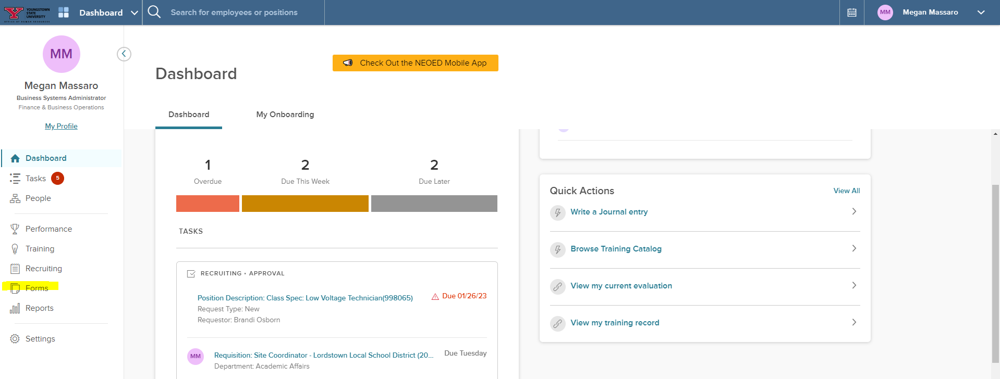 YOUNGSTOWN
STATE
UNIVERSITY
OFFICE OF HUMAN RESOURCES
Dashboard
Search for employees or positions
MM
Megan Massaro
MM
Megan Massaro
Business Systems Administrator
Finance & Business Operations
My Profile
Dashboard
Tasks 5
People
Performance
Training
Recruiting
Forms
Reports
Settings
Dashboard
Check Out the NEOED Mobile App
Dashboard
My Onboarding
1
Overdue
2
Due This Week
2
Due Later
TASKS
RECRUITING • APPROVAL
Position Description: Class Spec: Low Voltage Technician(998065)
Due 01/26/23
Request Type: New
Requestor: Brandi Osborn
MM
Requisition: Site Coordinator - Lordstown Local School District (20...
Due Tuesday
Department: Academic Affairs
Quick Actions
View All
Write a Journal entry
Browse Training Catalog
View my current evaluation
View my training record